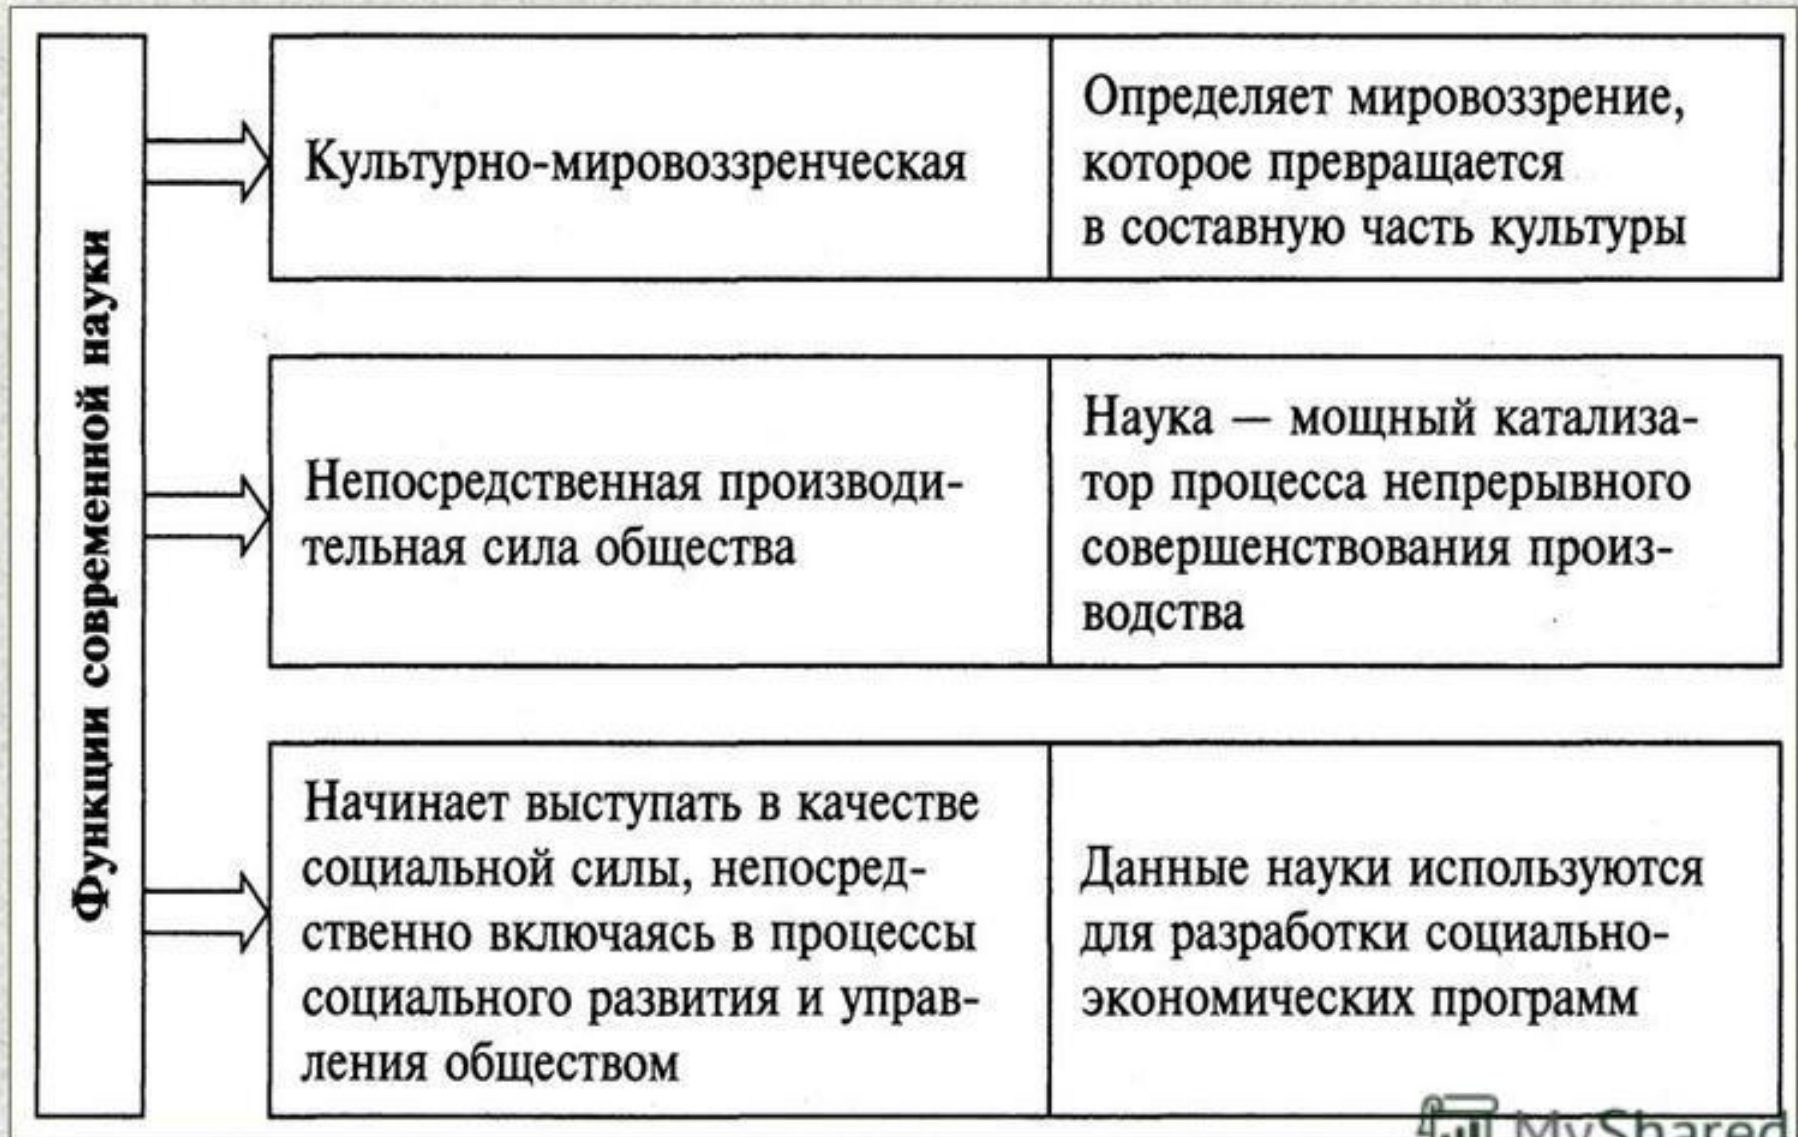 Функции современной науки
Культурно-мировоззренческая
Определяет мировоззрение,
которое превращается
в составную часть культуры
Непосредственная производи-
тельная сила общества
Наука — мощный катализа-
тор процесса непрерывного
совершенствования произ-
водства
Начинает выступать в качестве
социальной силы, непосред-
ственно включаясь в процессы
социального развития и управ-
ления обществом
Данные науки используются
для разработки социально-
экономических программ
MyShared